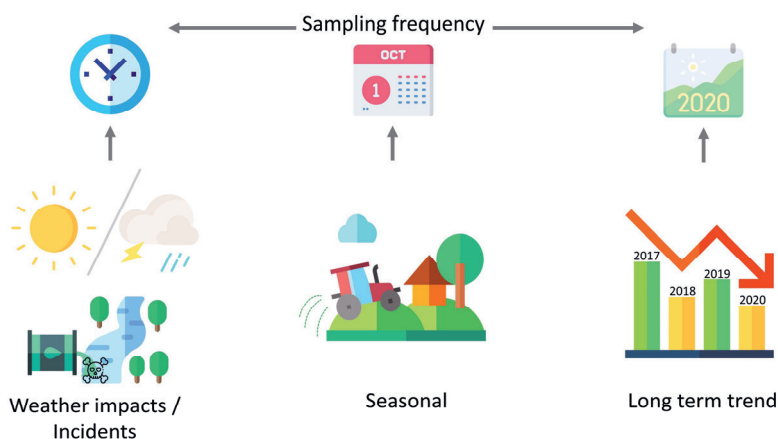 Sampling frequency
OCT
1
2020
2017
2018
2019
2020
Weather impacts /
Incidents
Seasonal
Long term trend